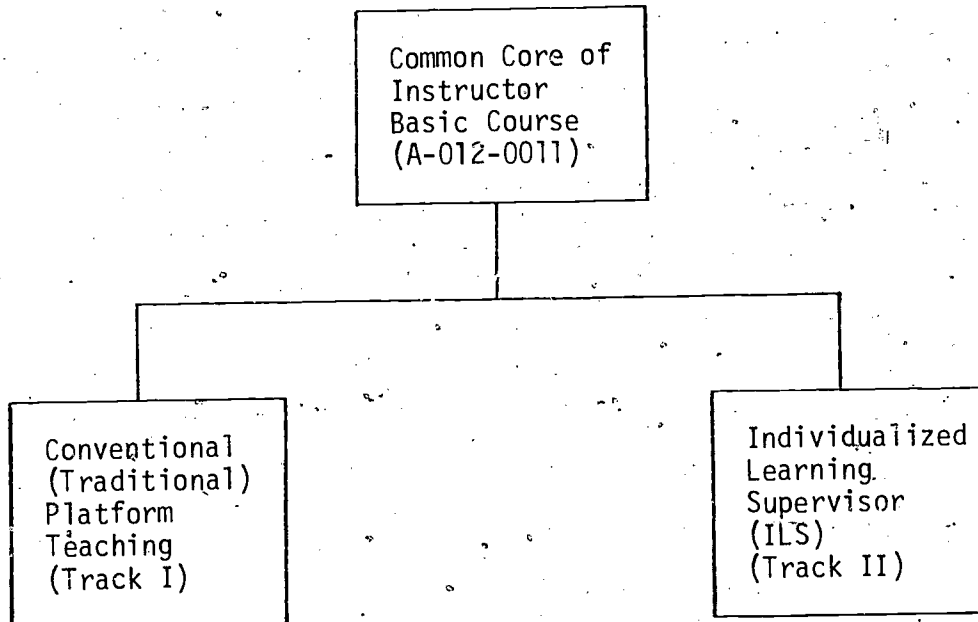 Common Core of
Instructor
Basic Course
(A-012-0011)
Conventional
(Traditional)
Platform
Teaching
(Track I)
Individualized
Learning
Supervisor
(ILS)
(Track II)